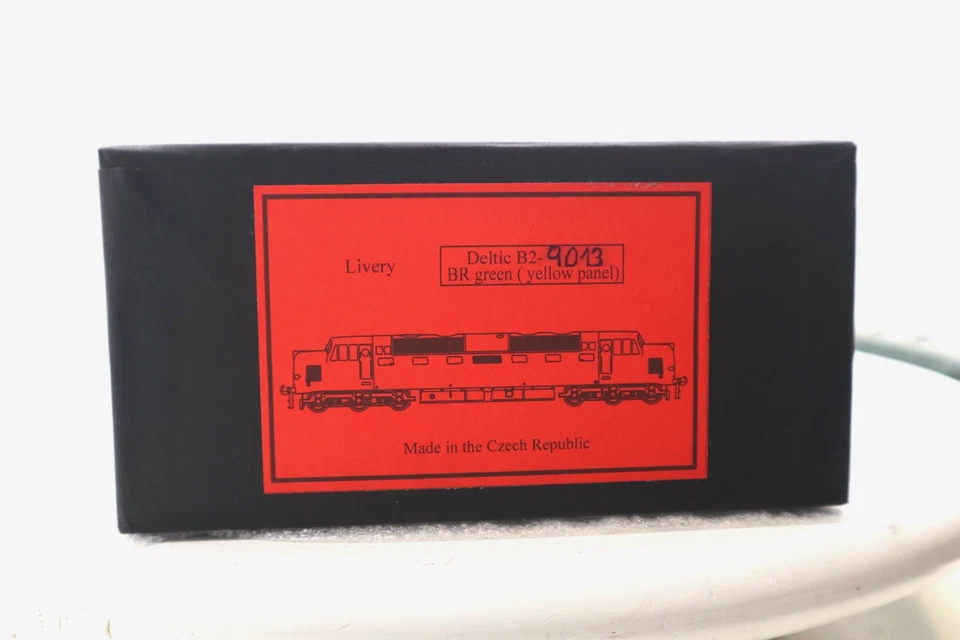 Livery
Deltic B2-9013
BR green ( yellow panel)
Made in the Czech Republic